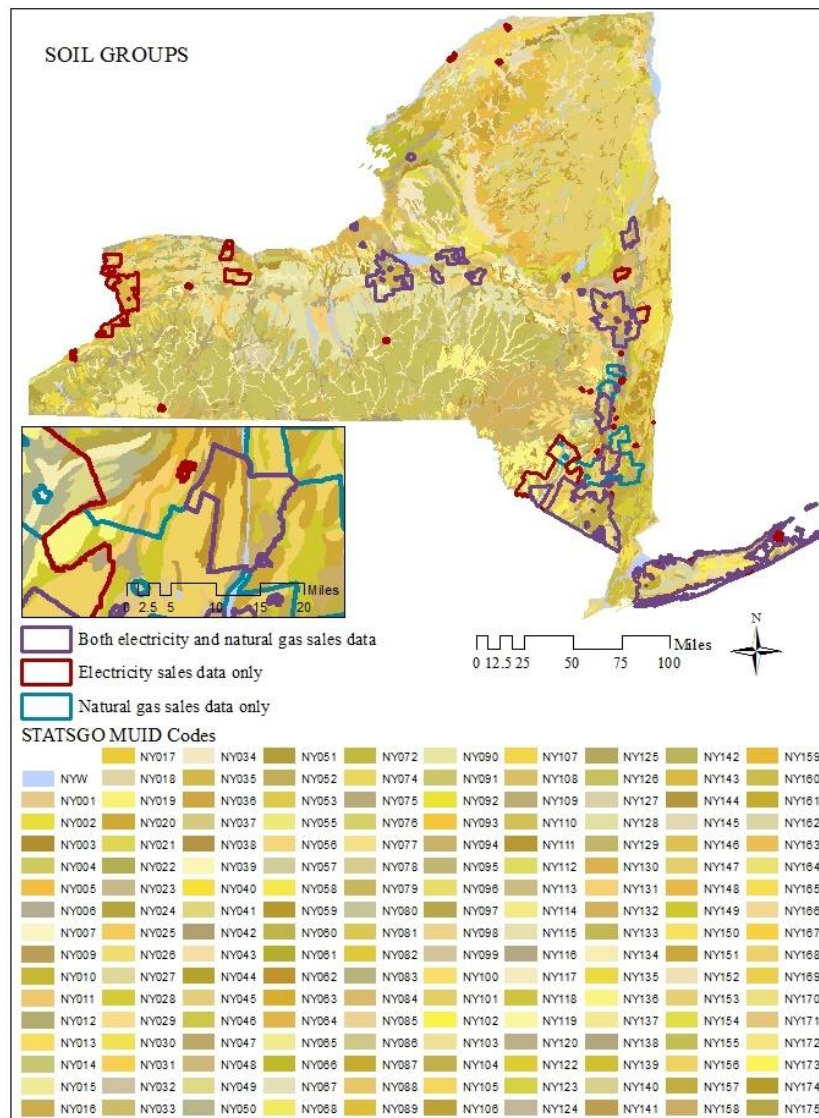 SOIL GROUPS
Miles
0 2.5 5 10 15 20
N
Miles
0 12.5 25 50 75 100
Both electricity and natural gas sales data
Electricity sales data only
Natural gas sales data only
STATSGO MUID Codes
NY017 NY034 NY051 NY072 NY090 NY107 NY125 NY142 NY159
NYW NY018 NY035 NY052 NY074 NY091 NY108 NY126 NY143 NY160
NY001 NY019 NY036 NY053 NY075 NY092 NY109 NY127 NY144 NY161
NY002 NY020 NY037 NY055 NY076 NY093 NY110 NY128 NY145 NY162
NY003 NY021 NY038 NY056 NY077 NY094 NY111 NY129 NY146 NY163
NY004 NY022 NY039 NY057 NY078 NY095 NY112 NY130 NY147 NY164
NY005 NY023 NY040 NY058 NY079 NY096 NY113 NY131 NY148 NY165
NY006 NY024 NY041 NY059 NY080 NY097 NY114 NY132 NY149 NY166
NY007 NY025 NY042 NY060 NY081 NY098 NY115 NY133 NY150 NY167
NY009 NY026 NY043 NY061 NY082 NY099 NY116 NY134 NY151 NY168
NY010 NY027 NY044 NY062 NY083 NY100 NY117 NY135 NY152 NY169
NY011 NY028 NY045 NY063 NY084 NY101 NY118 NY136 NY153 NY170
NY012 NY029 NY046 NY064 NY085 NY102 NY119 NY137 NY154 NY171
NY013 NY030 NY047 NY065 NY086 NY103 NY120 NY138 NY155 NY172
NY014 NY031 NY048 NY066 NY087 NY104 NY122 NY139 NY156 NY173
NY015 NY032 NY049 NY067 NY088 NY105 NY123 NY140 NY157 NY174
NY016 NY033 NY050 NY068 NY089 NY106 NY124 NY141 NY158 NY175